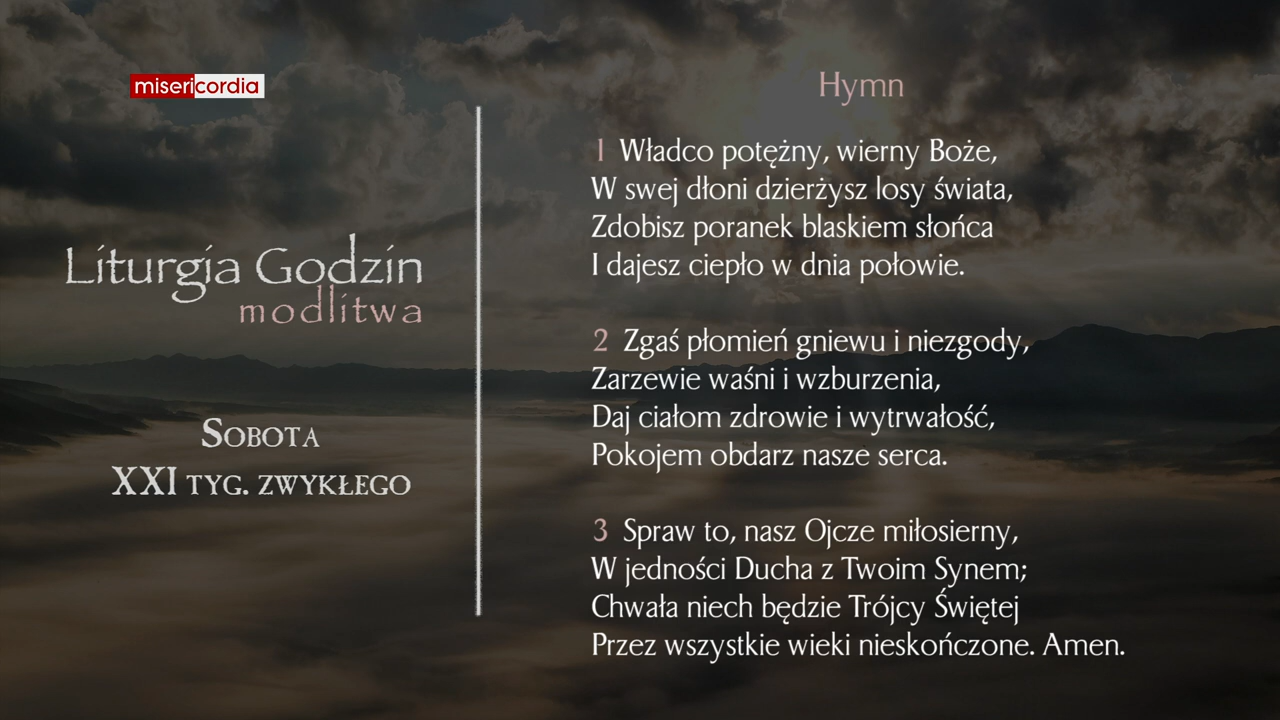 misericordia
Liturgia Godzin
modlitwa
Sobota
XXI tyg. zwykłego
Hymn
1 Władco potężny, wierny Boże,
W swej dłoni dzierżysz losy świata,
Zdobisz poranek blaskiem słońca
I dajesz ciepło w dnia połowie.
2 Zgaś płomień gniewu i niezgody,
Zarzewie waśni i wzburzenia,
Daj ciałom zdrowie i wytrwałość,
Pokojem obdarz nasze serca.
3 Spraw to, nasz Ojcze miłosierny,
W jedności Ducha z Twoim Synem;
Chwała niech będzie Trójcy Świętej
Przez wszystkie wieki nieskończone. Amen.